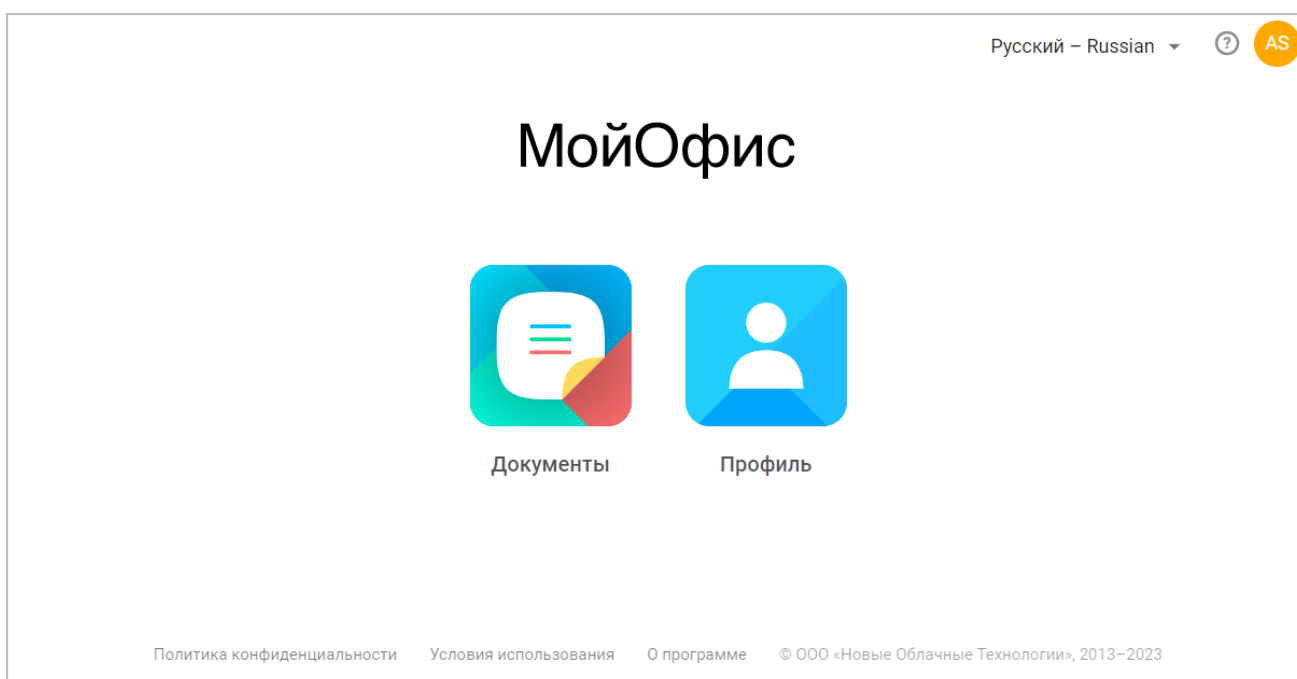 Русский – Russian
AS
МойОфис
Документы
Профиль
Политика конфиденциальности Условия использования О программе © ООО «Новые Облачные Технологии», 2013–2023